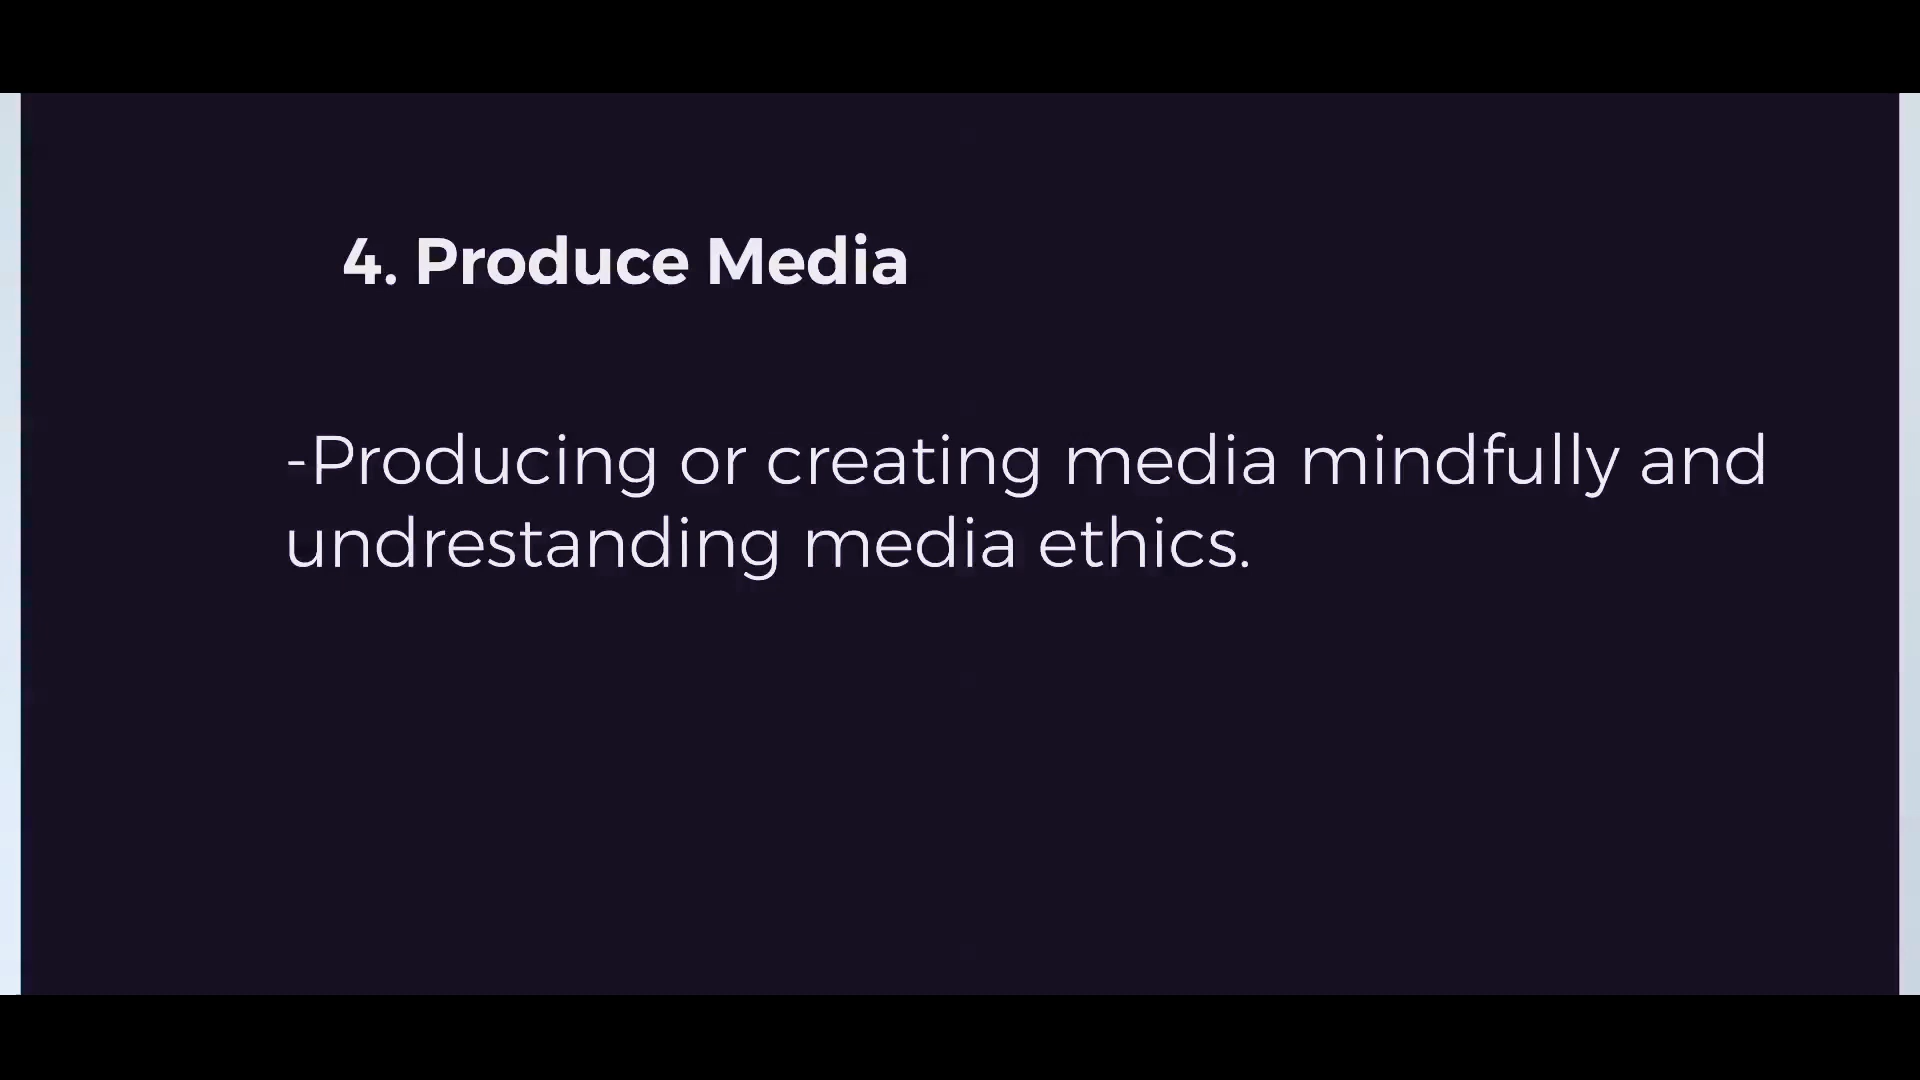 4. Produce Media
-Producing or creating media mindfully and
undrestanding media ethics.